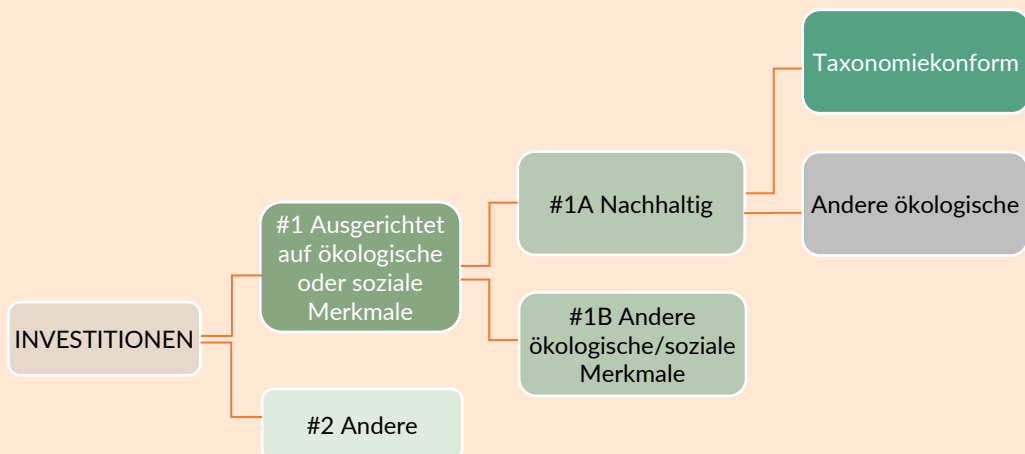 INVESTITIONEN
#1 Ausgerichtet
auf ökologische
oder soziale
Merkmale
#2 Andere
#1A Nachhaltig
#1B Andere
ökologische/soziale
Merkmale
Taxonomiekonform
Andere ökologische